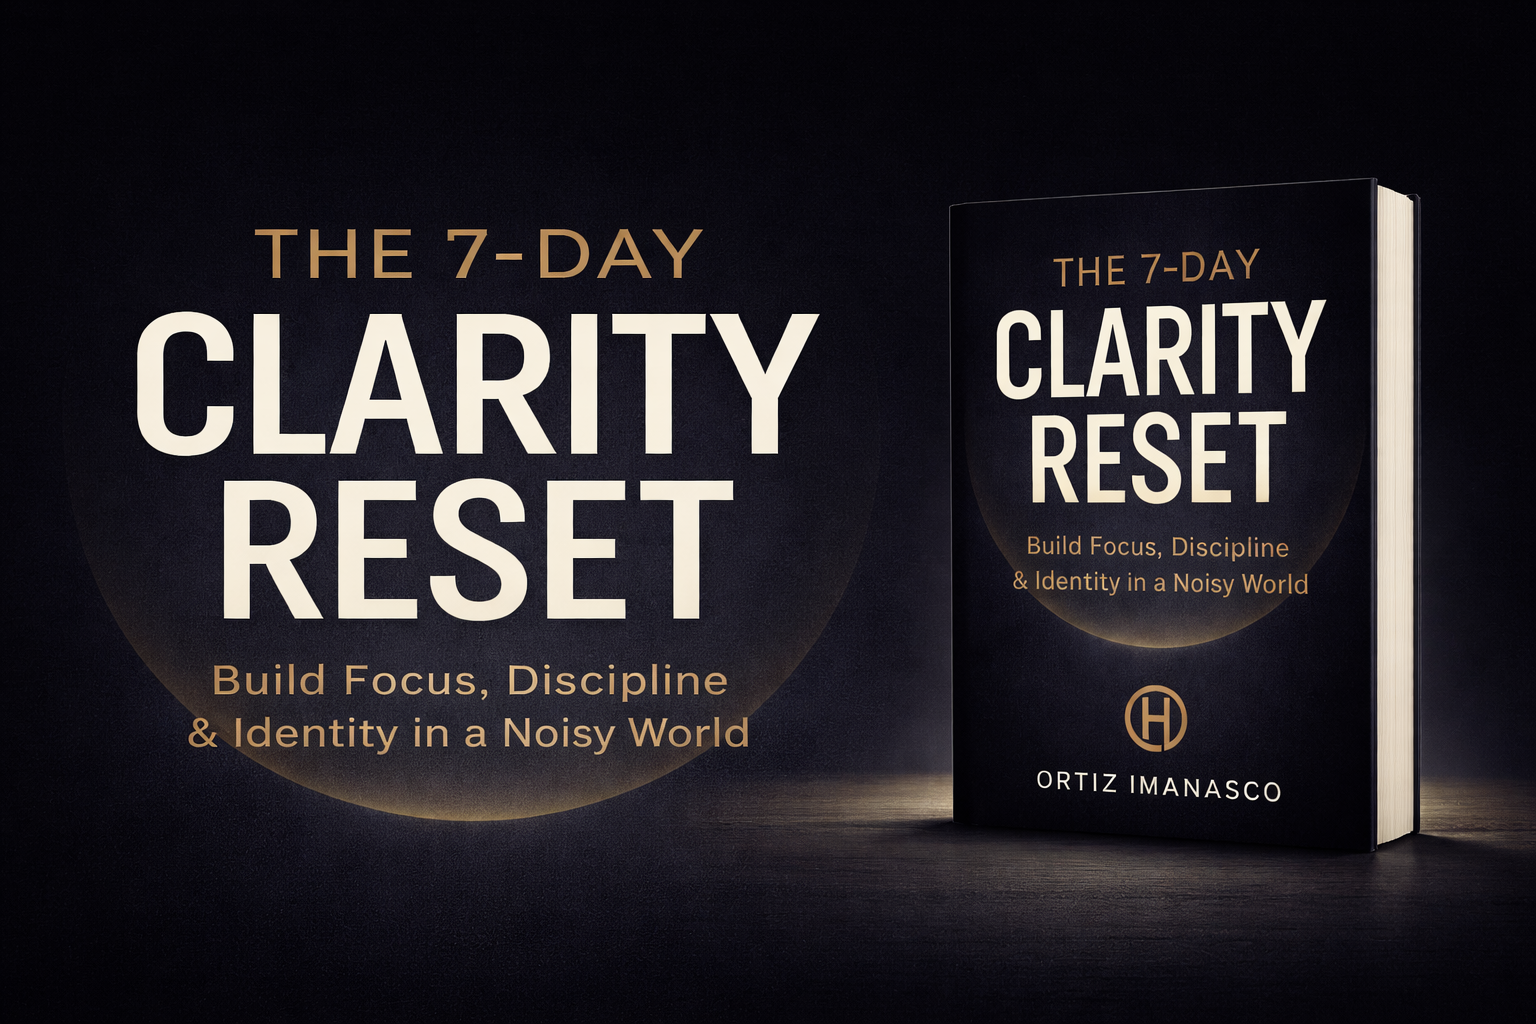 THE 7-DAY
CLARITY
RESET
Build Focus, Discipline
& Identity in a Noisy World
THE 7-DAY
CLARITY
RESET
Build Focus, Discipline
& Identity in a Noisy World
H
ORTIZ IMANASCO